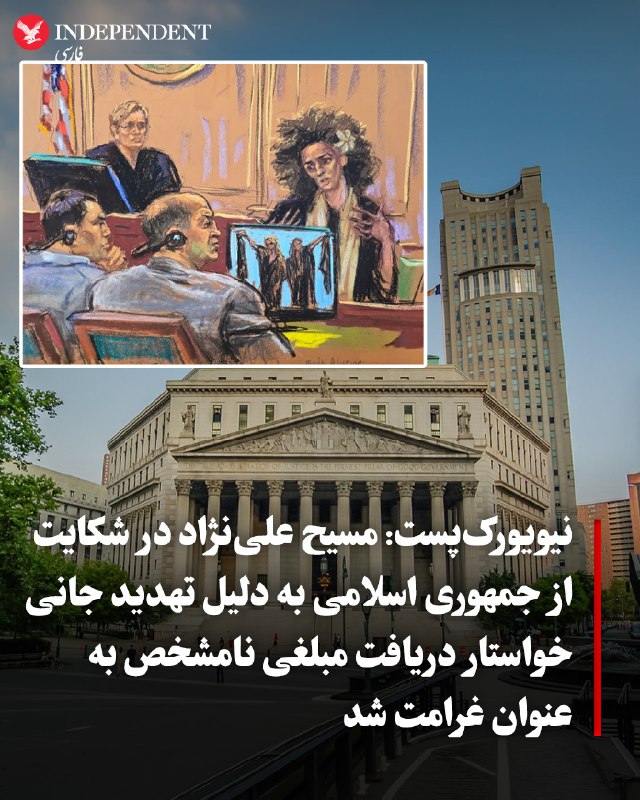 INDEPENDENT
فارسی
نیویورک‌پست: مسیح علی‌نژاد در شکایت
از جمهوری اسلامی به دلیل تهدید جانی
خواستار دریافت مبلغی نامشخص به
عنوان غرامت شد